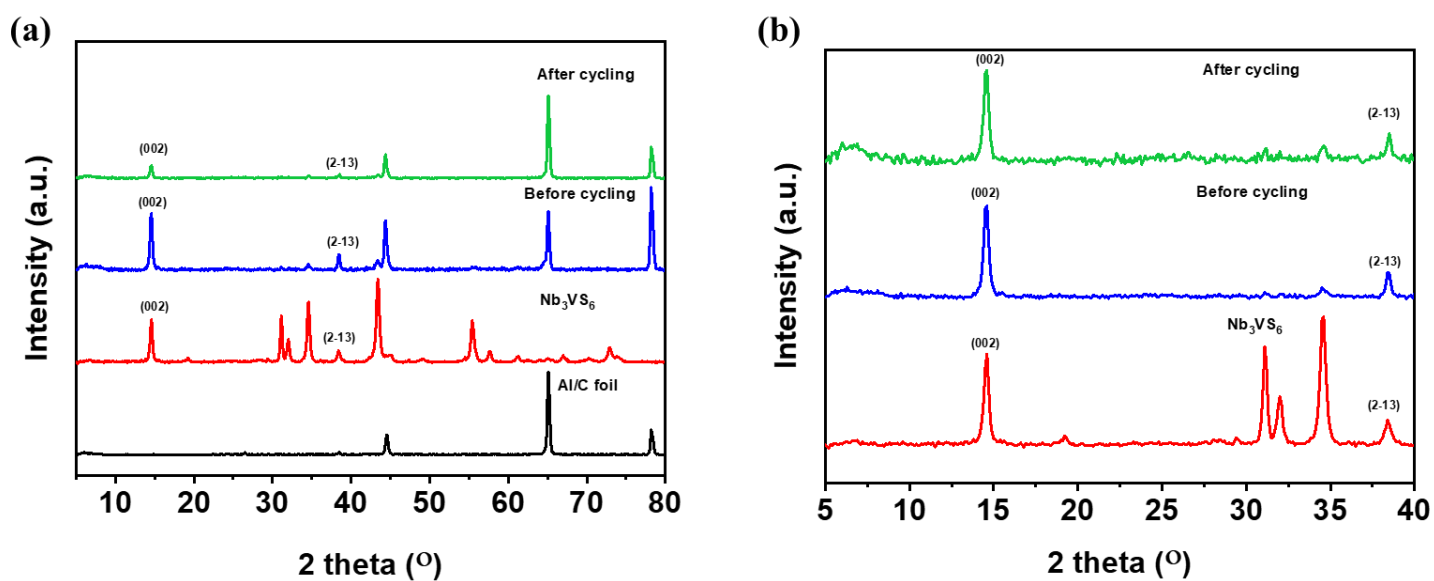 (a)
After cycling
(002)
(2-13)
Before cycling
(002)
(2-13)
Nb₃VS₆
(002)
(2-13)
Al/C foil
Intensity (a.u.)
10 20 30 40 50 60 70 80
2 theta (ᴼ)
(b)
(002)
After cycling
(2-13)
Before cycling
(002)
(2-13)
Nb₃VS₆
(002)
(2-13)
Intensity (a.u.)
5 10 15 20 25 30 35 40
2 theta (ᴼ)